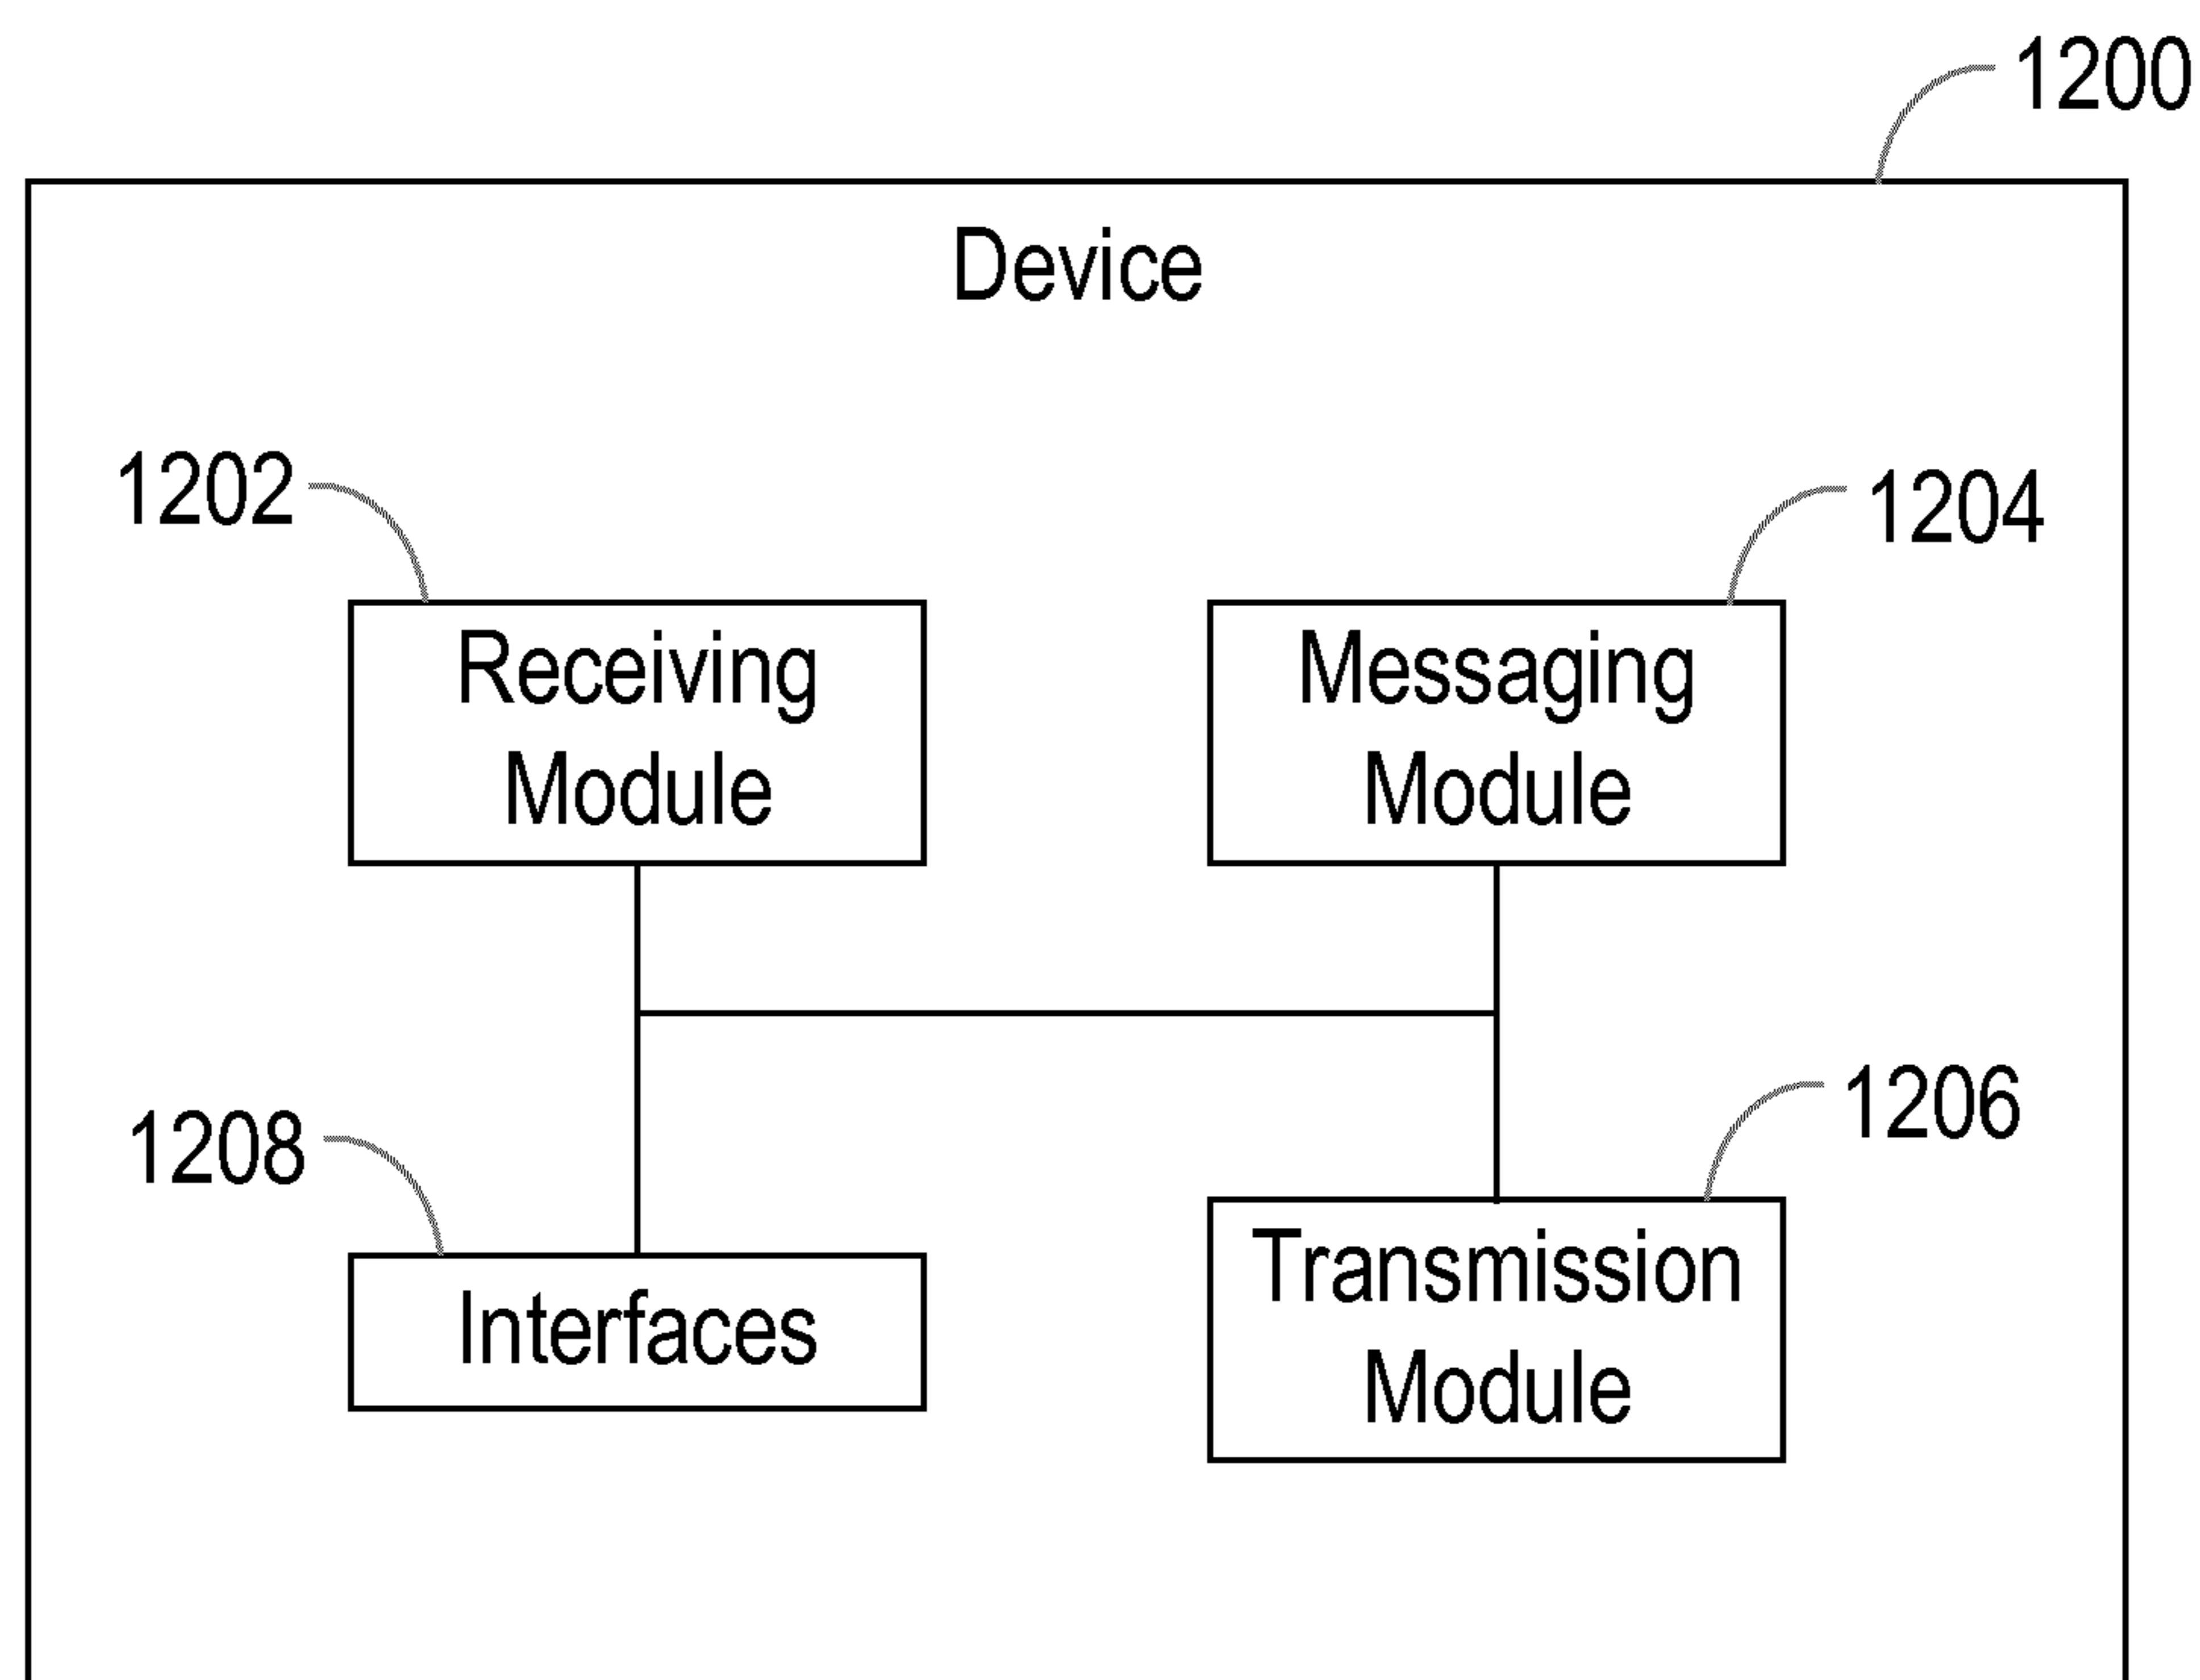 1200
Device
1202
1204
Receiving
Module
Messaging
Module
1208
1206
Interfaces
Transmission
Module